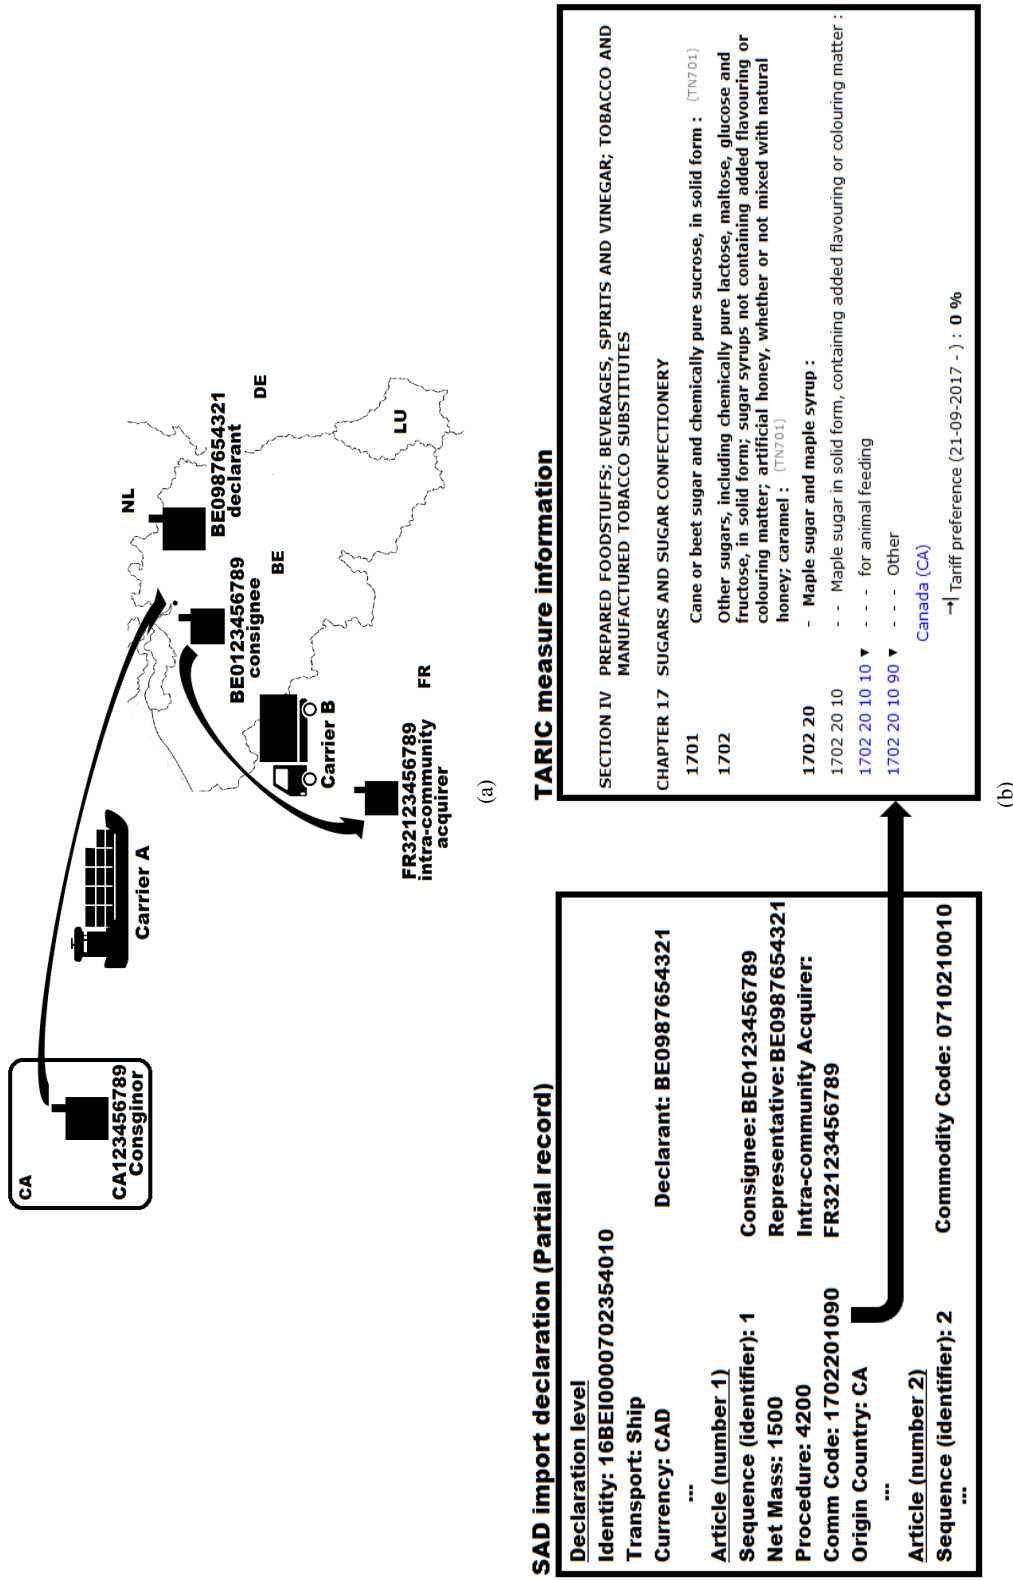 CA
CA123456789
Consginor
Carrier A
NL
BE0987654321
declarant
DE
BE0123456789
consignee
BE
LU
Carrier B
FR
FR32123456789
intra-community
acquirer
(a)
SAD import declaration (Partial record)
Declaration level
Identity: 16BEI0000702354010
Transport: Ship
Currency: CAD
Declarant: BE0987654321
...
Article (number 1)
Sequence (identifier): 1
Consignee: BE0123456789
Net Mass: 1500
Representative: BE0987654321
Procedure: 4200
Intra-community Acquirer:
Comm Code: 1702201090
FR32123456789
Origin Country: CA
...
Article (number 2)
Sequence (identifier): 2
Commodity Code: 0710210010
...
TARIC measure information
SECTION IV PREPARED FOODSTUFFS; BEVERAGES, SPIRITS AND VINEGAR; TOBACCO AND
MANUFACTURED TOBACCO SUBSTITUTES
CHAPTER 17 SUGARS AND SUGAR CONFECTIONERY
1701 Cane or beet sugar and chemically pure sucrose, in solid form : (TN701)
1702 Other sugars, including chemically pure lactose, maltose, glucose and
fructose, in solid form; sugar syrups not containing added flavouring or
colouring matter; artificial honey, whether or not mixed with natural
honey; caramel : (TN701)
1702 20 - Maple sugar and maple syrup :
1702 20 10 - - Maple sugar in solid form, containing added flavouring or colouring matter :
1702 20 10 10 ▼ - - - for animal feeding
1702 20 10 90 ▼ - - - Other
Canada (CA)
→| Tariff preference (21-09-2017 - ) : 0 %
(b)